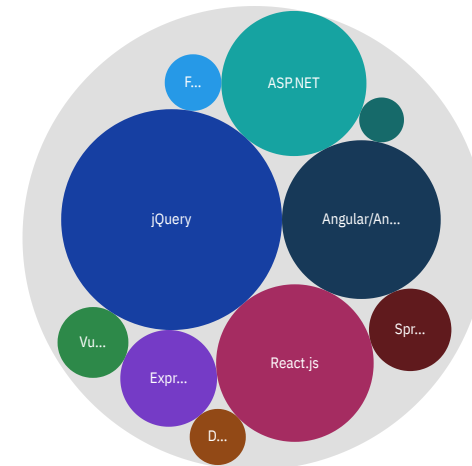 F...
ASP.NET
jQuery
Angular/An...
Vu...
Expr...
React.js
Spr...
D...